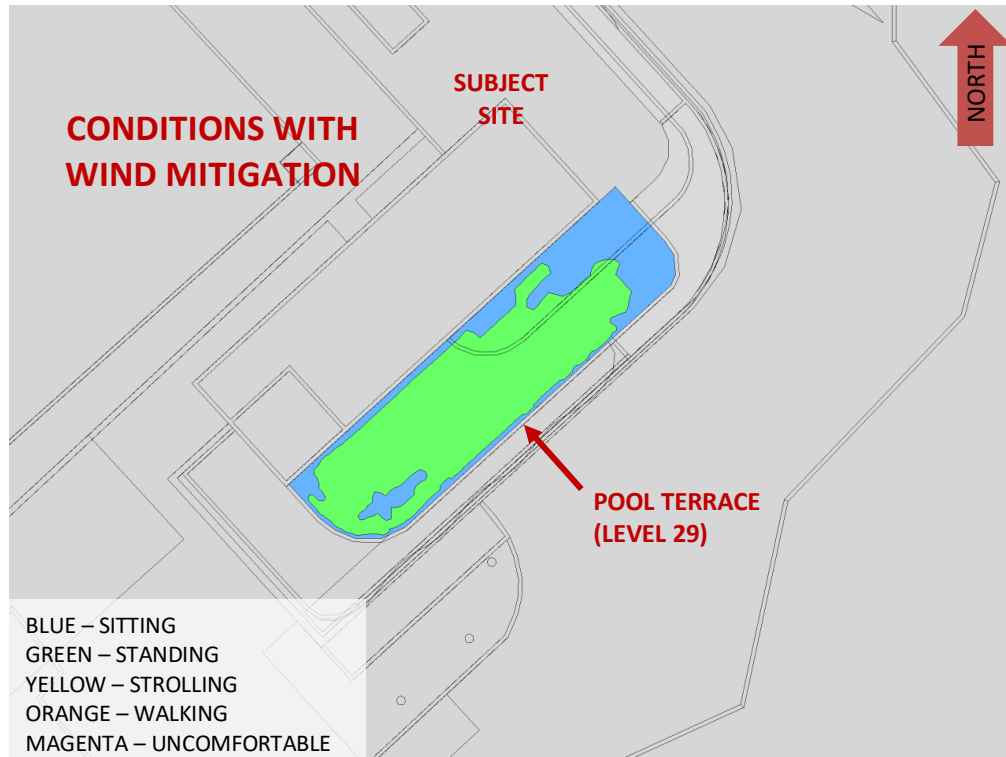 SUBJECT
SITE
NORTH
CONDITIONS WITH
WIND MITIGATION
POOL TERRACE
(LEVEL 29)
BLUE – SITTING
GREEN – STANDING
YELLOW – STROLLING
ORANGE – WALKING
MAGENTA – UNCOMFORTABLE